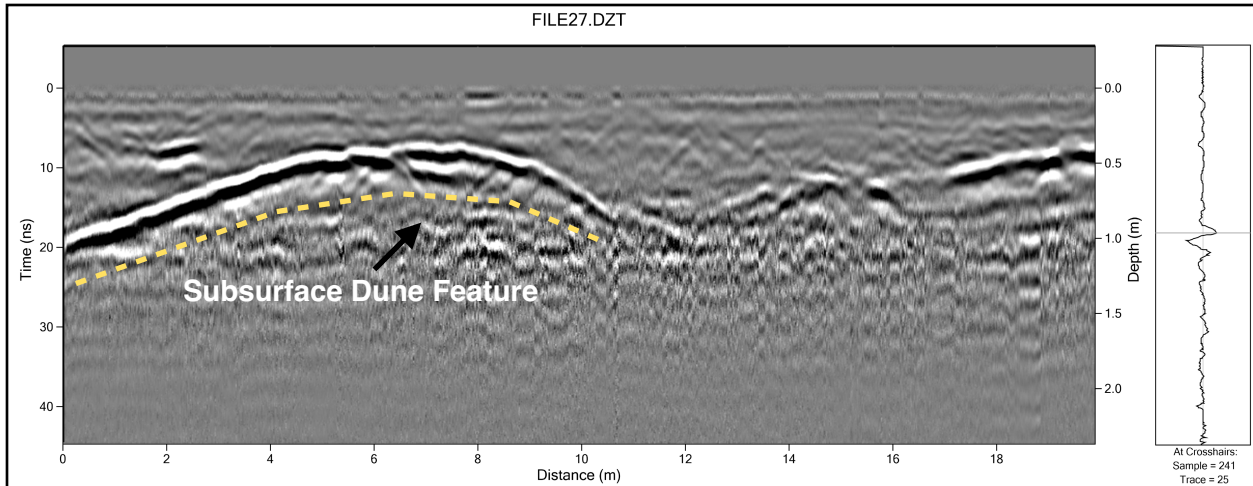 FILE27.DZT
0
10
20
30
40
Time (ns)
0.0
0.5
1.0
1.5
2.0
Depth (m)
Subsurface Dune Feature
0 2 4 6 8 10 12 14 16 18
Distance (m)
At Crosshairs:
Sample = 241
Trace = 25